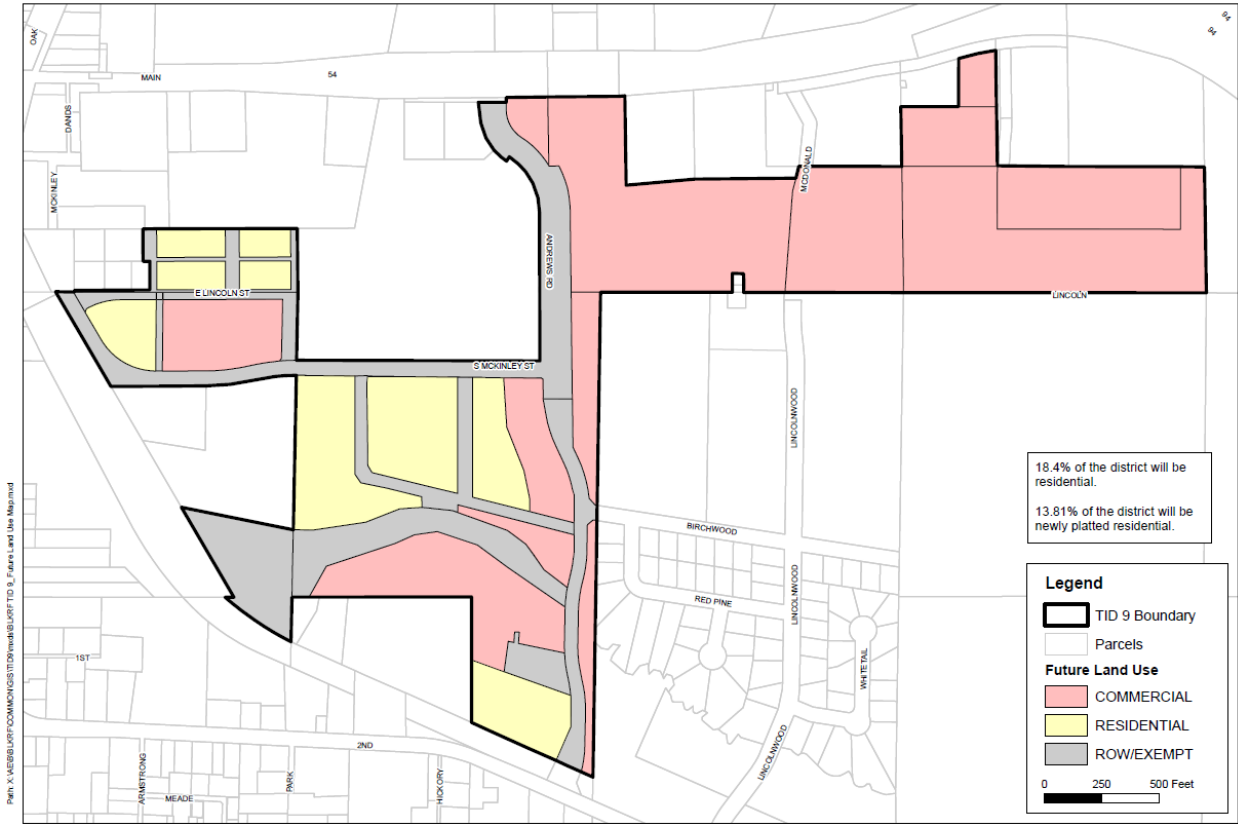 OAK
MAIN
54
94
94
DANDS
MCKINLEY
MCDONALD
ANDREWS RD
E LINCOLN ST
LINCOLN
S MCKINLEY ST
LINCOLNWOOD
BIRCHWOOD
RED PINE
LINCOLNWOOD
WHITETAIL
LINCOLNWOOD
1ST
2ND
ARMSTRONG
MEADE
PARK
HICKORY
18.4% of the district will be
residential.
13.81% of the district will be
newly platted residential.
Legend
TID 9 Boundary
Parcels
Future Land Use
COMMERCIAL
RESIDENTIAL
ROW/EXEMPT
0 250 500 Feet